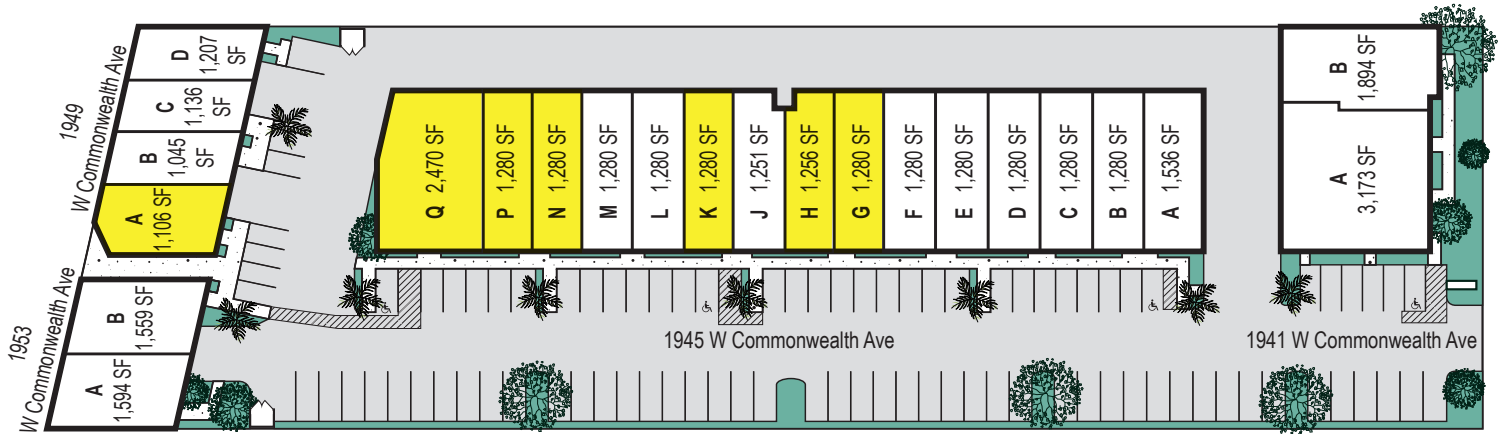 1949
W Commonwealth Ave
D
1,207
SF
C
1,136
SF
B
1,045
SF
A
1,106 SF
1953
W Commonwealth Ave
B
1,559 SF
A
1,594 SF
Q 2,470 SF
P 1,280 SF
N 1,280 SF
M 1,280 SF
L 1,280 SF
K 1,280 SF
J 1,251 SF
H 1,256 SF
G 1,280 SF
F 1,280 SF
E 1,280 SF
D 1,280 SF
C 1,280 SF
B 1,280 SF
A 1,536 SF
1945 W Commonwealth Ave
B
1,894 SF
A
3,173 SF
1941 W Commonwealth Ave